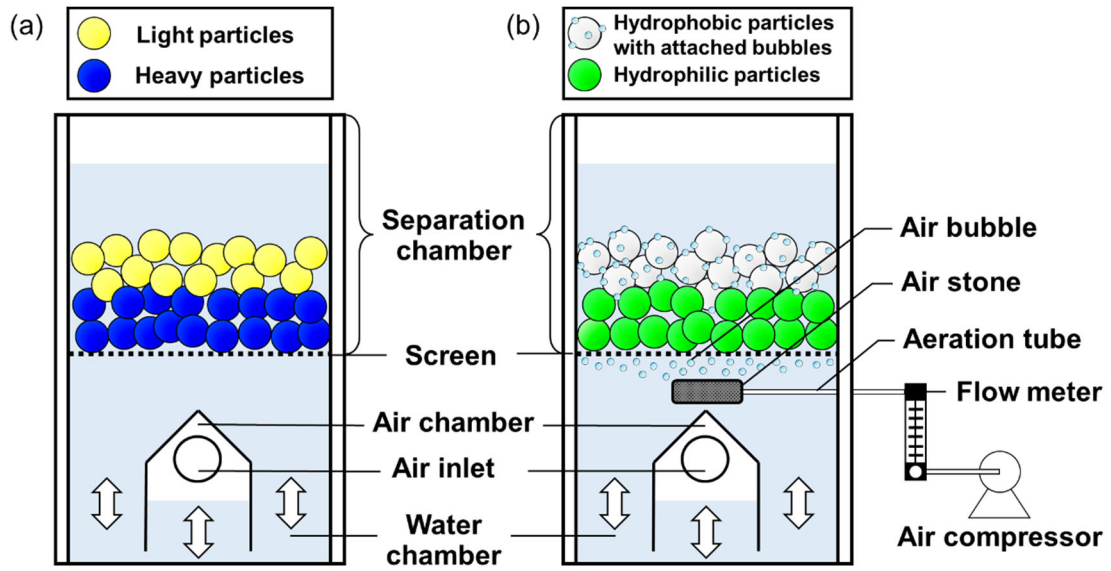 (a)
Light particles
Heavy particles
(b)
Hydrophobic particles
with attached bubbles
Hydrophilic particles
Separation
chamber
Screen
Air chamber
Air inlet
Water
chamber
Air bubble
Air stone
Aeration tube
Flow meter
Air compressor